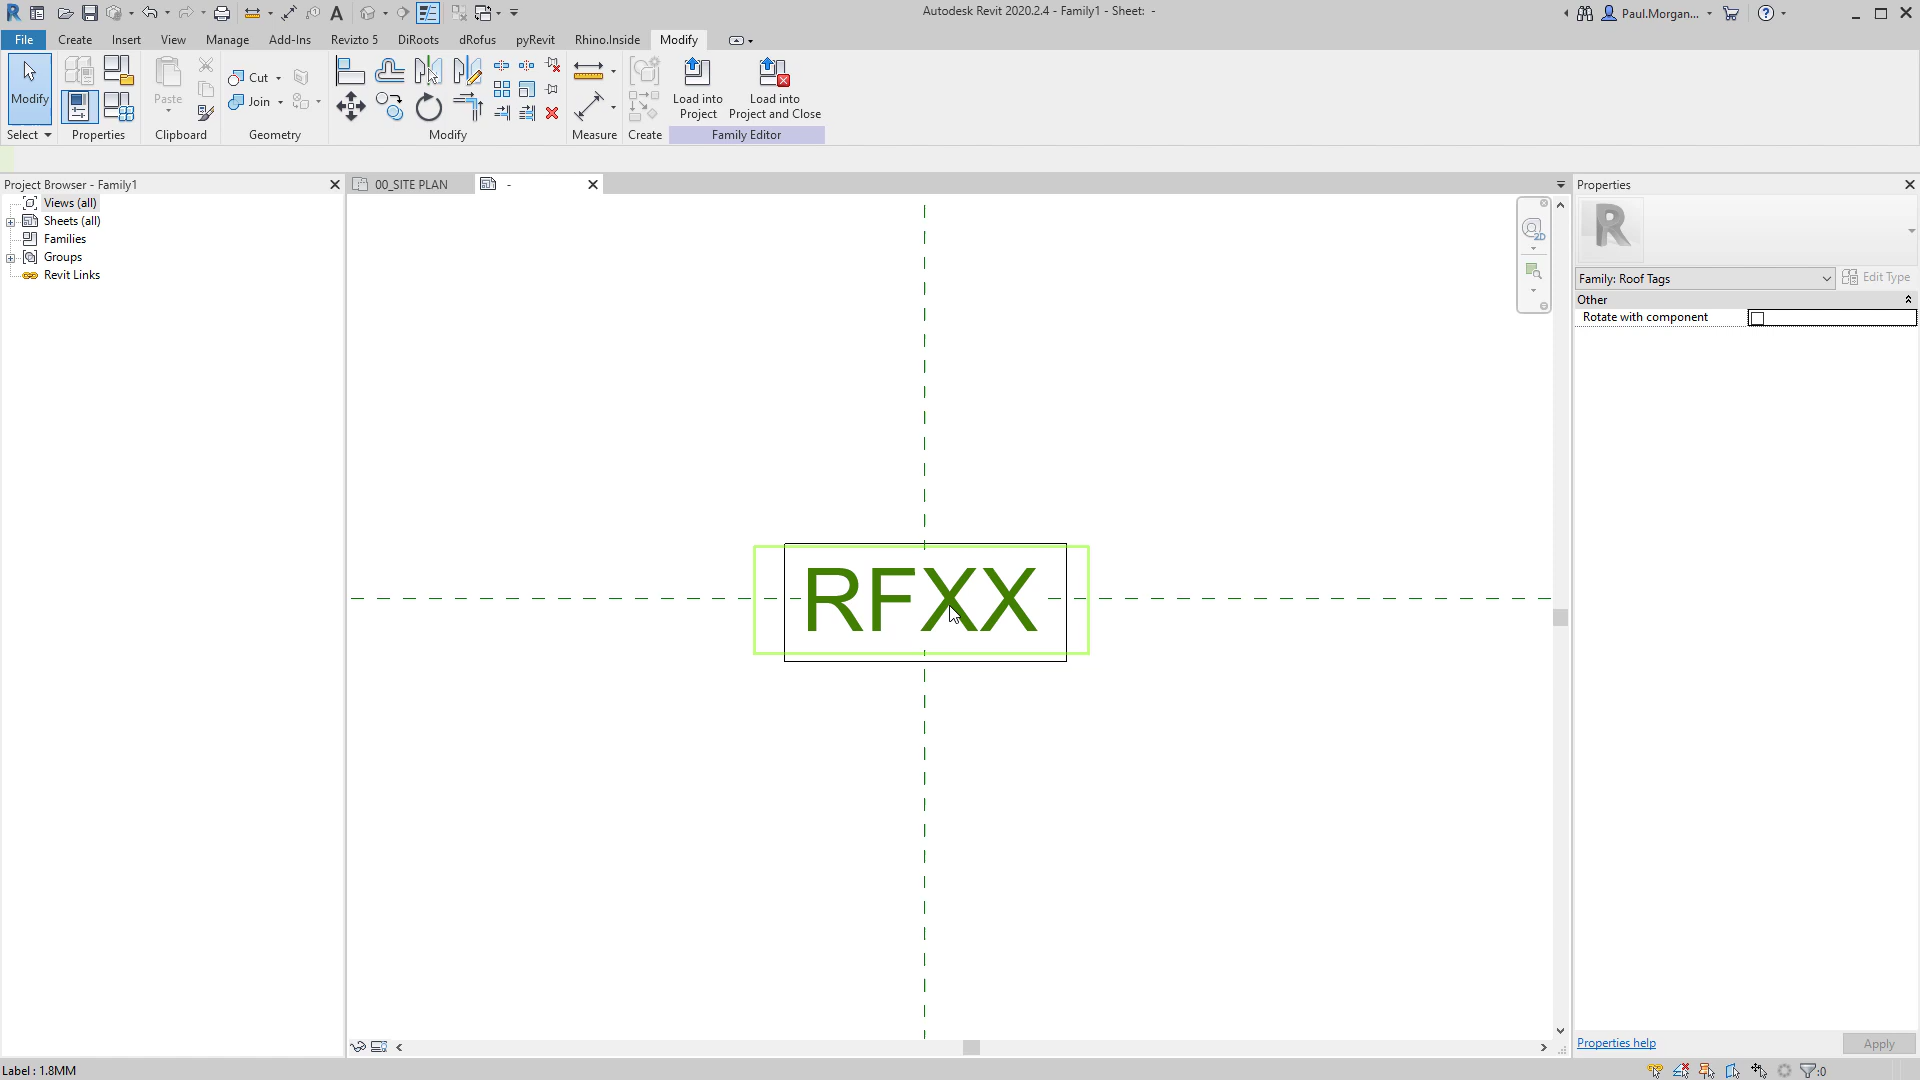 Autodesk Revit 2020.2.4 - Family1 - Sheet: -
Paul.Morgan...
File Create Insert View Manage Add-Ins Revizto 5 DiRoots dRofus pyRevit Rhino.Inside Modify
Modify
Paste
Cut
Join
Load into Project
Load into Project and Close
Select Properties Clipboard Geometry Modify Measure Create Family Editor
Project Browser - Family1
Views (all)
Sheets (all)
Families
Groups
Revit Links
00_SITE PLAN
-
2D
RFXX
Properties
R
Family: Roof Tags
Edit Type
Other
Rotate with component
Properties help
Apply
Label : 1.8MM
:0